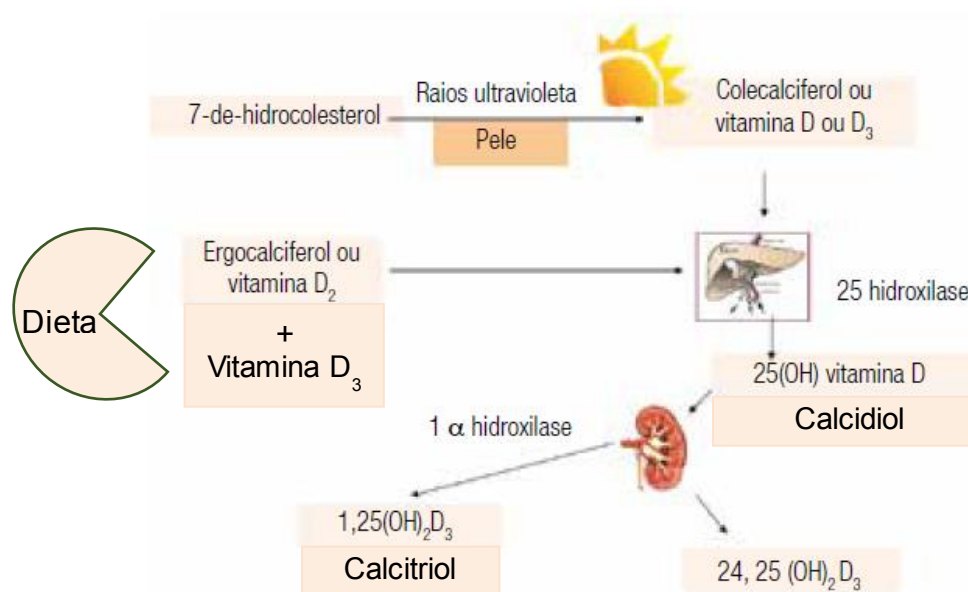 7-de-hidrocolesterol
Raios ultravioleta
Pele
Colecalciferol ou
vitamina D ou D₃
Dieta
Ergocalciferol ou
vitamina D₂
+
Vitamina D₃
25 hidroxilase
25(OH) vitamina D
Calcidiol
1 α hidroxilase
1,25(OH)₂D₃
Calcitriol
24, 25 (OH)₂ D₃